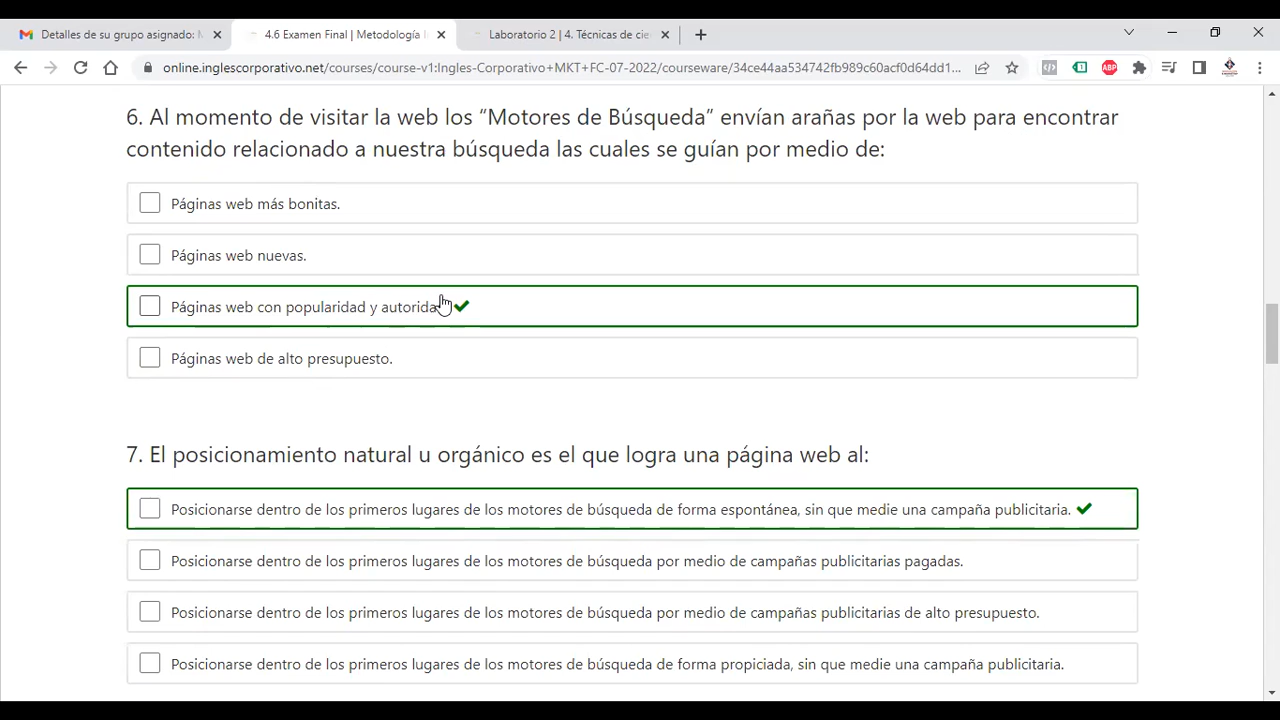 Detalles de su grupo asignado: M
4.6 Examen Final | Metodología I
Laboratorio 2 | 4. Técnicas de cie
online.inglescorporativo.net/courses/course-v1:Ingles-Corporativo+MKT+FC-07-2022/courseware/34ce44aa534742fb989c60acf0d64dd1...
ABP
6. Al momento de visitar la web los “Motores de Búsqueda” envían arañas por la web para encontrar
contenido relacionado a nuestra búsqueda las cuales se guían por medio de:
Páginas web más bonitas.
Páginas web nuevas.
Páginas web con popularidad y autorida
Páginas web de alto presupuesto.
7. El posicionamiento natural u orgánico es el que logra una página web al:
Posicionarse dentro de los primeros lugares de los motores de búsqueda de forma espontánea, sin que medie una campaña publicitaria.
Posicionarse dentro de los primeros lugares de los motores de búsqueda por medio de campañas publicitarias pagadas.
Posicionarse dentro de los primeros lugares de los motores de búsqueda por medio de campañas publicitarias de alto presupuesto.
Posicionarse dentro de los primeros lugares de los motores de búsqueda de forma propiciada, sin que medie una campaña publicitaria.